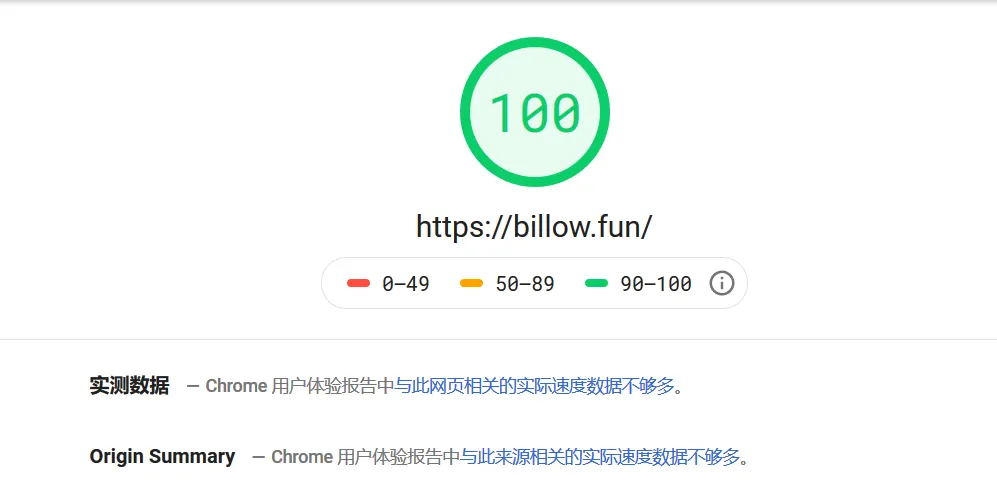 100
https://billow.fun/
0–49 50–89 90–100
实测数据 — Chrome 用户体验报告中与此网页相关的实际速度数据不够多。
Origin Summary — Chrome 用户体验报告中与此来源相关的实际速度数据不够多。